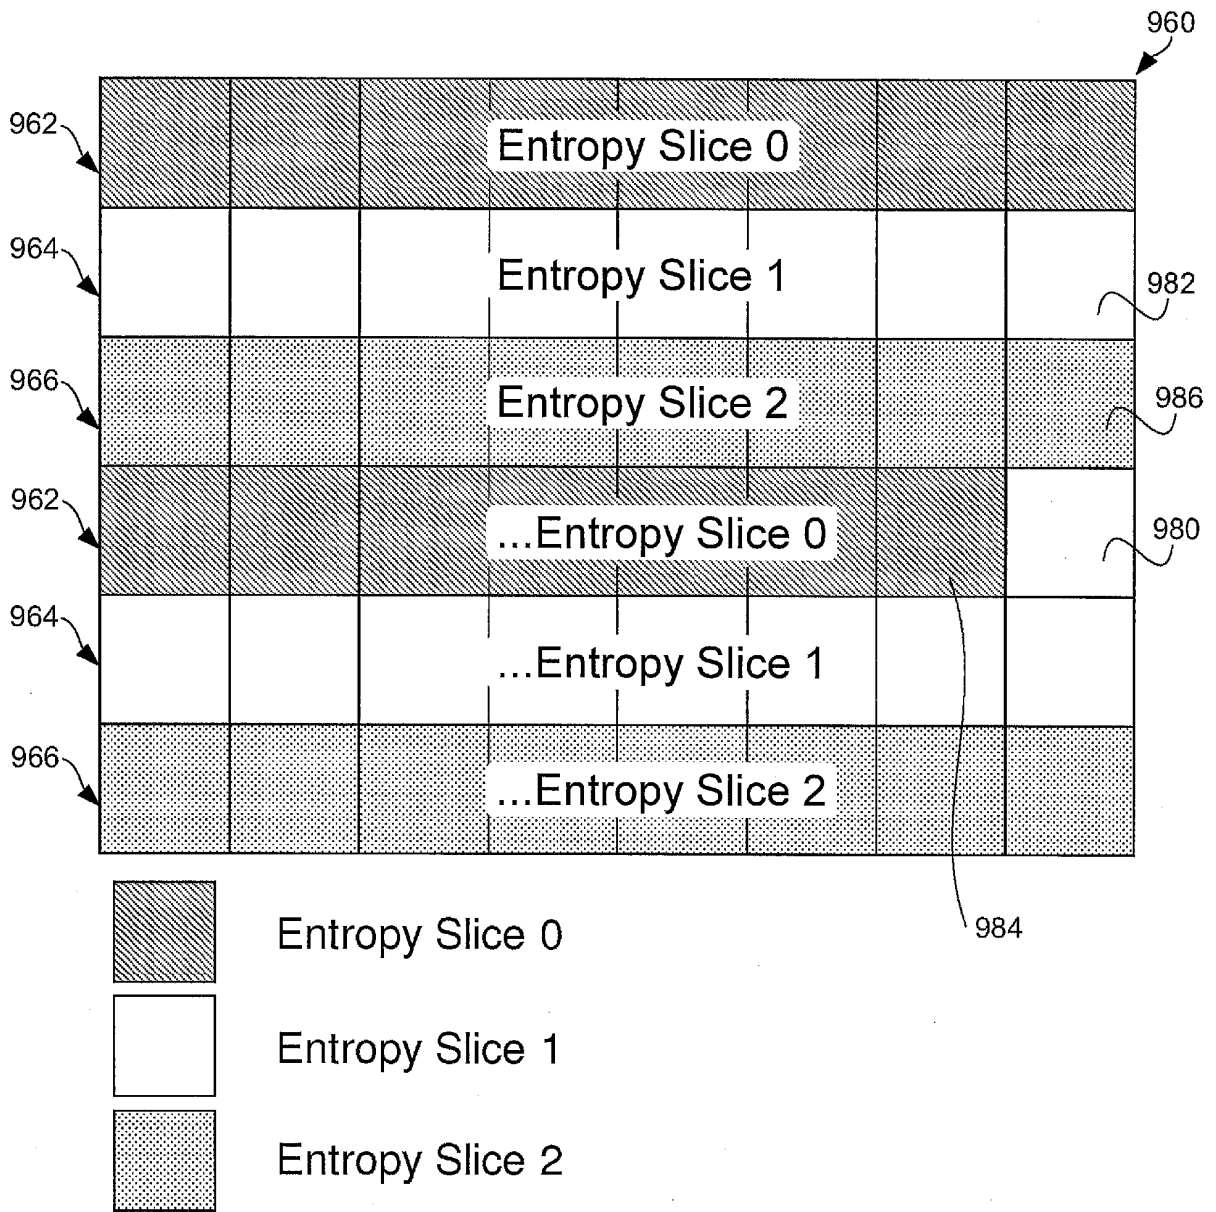 960
962
Entropy Slice 0
964
Entropy Slice 1
982
966
Entropy Slice 2
986
962
...Entropy Slice 0
980
964
...Entropy Slice 1
966
...Entropy Slice 2
984
Entropy Slice 0
Entropy Slice 1
Entropy Slice 2